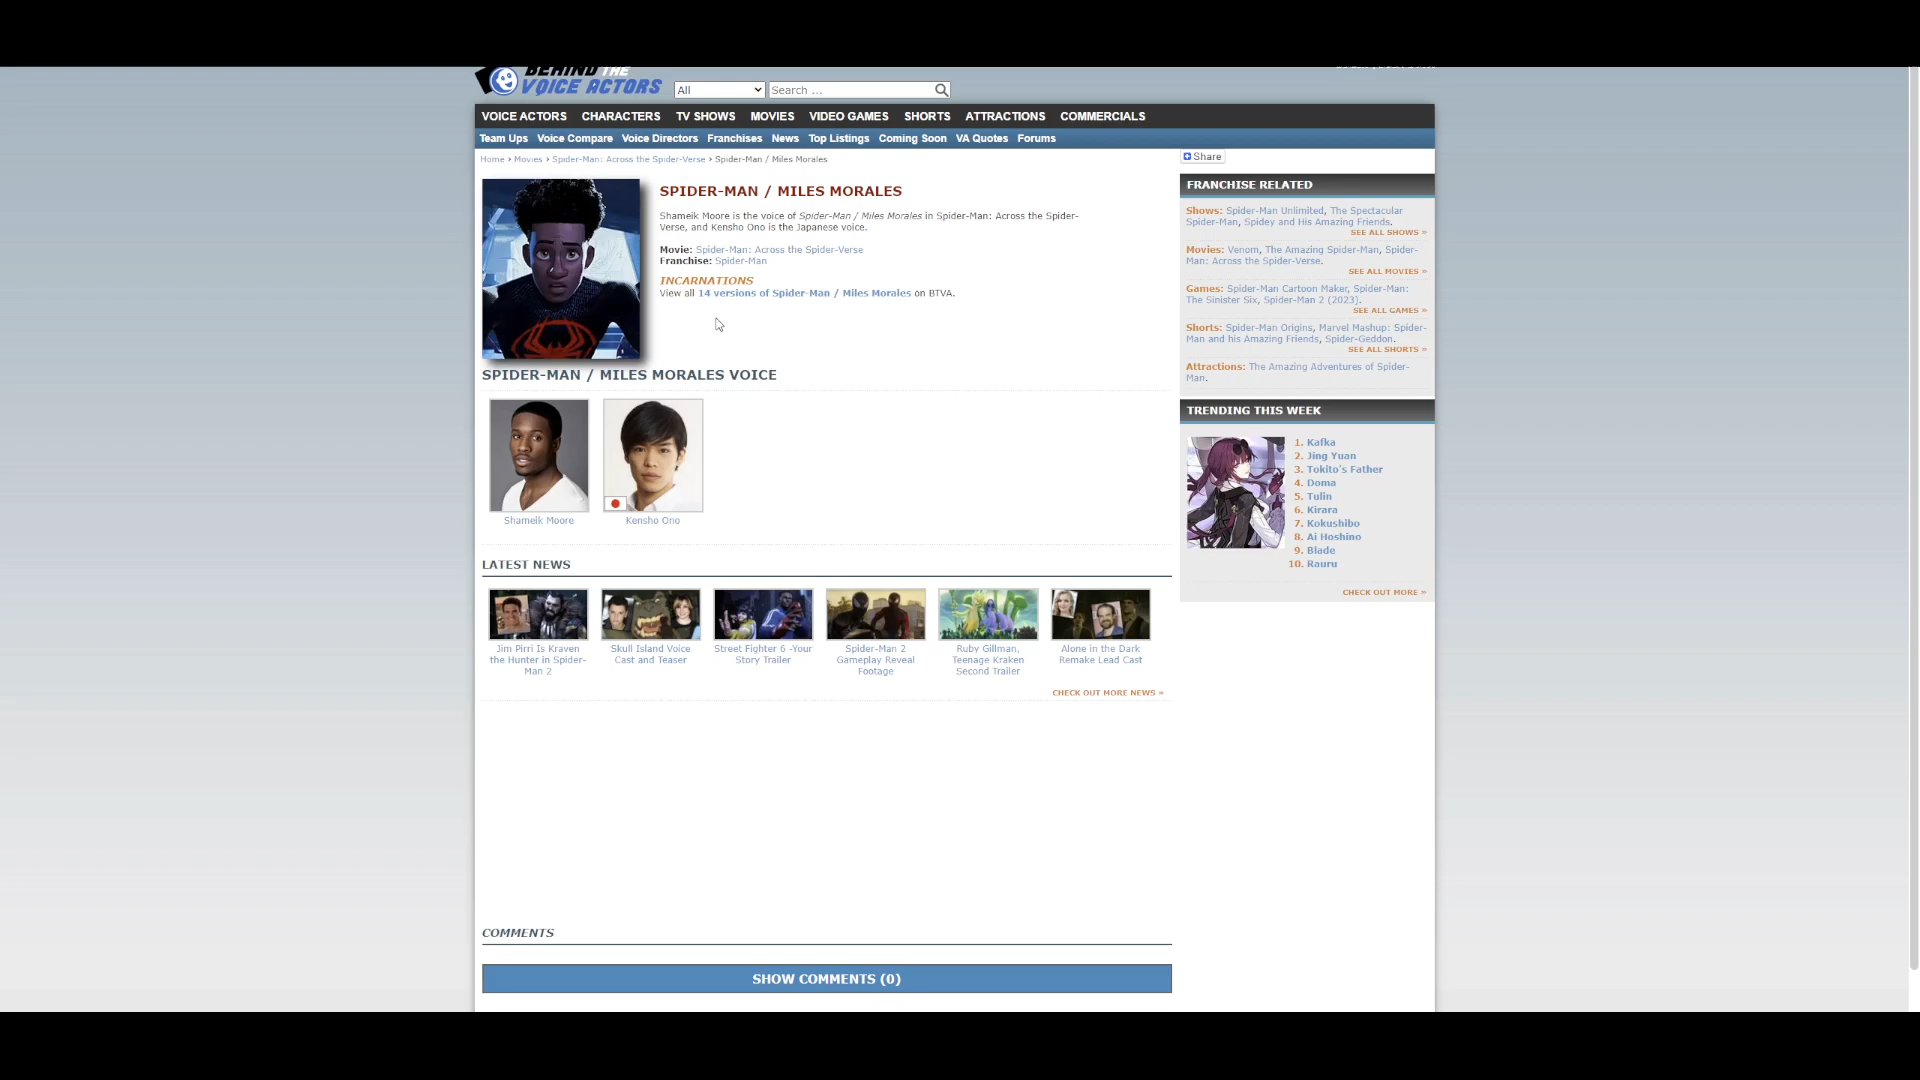 BEHIND THE
VOICE ACTORS
All
Search ...
VOICE ACTORS CHARACTERS TV SHOWS MOVIES VIDEO GAMES SHORTS ATTRACTIONS COMMERCIALS
Team Ups Voice Compare Voice Directors Franchises News Top Listings Coming Soon VA Quotes Forums
Home › Movies › Spider-Man: Across the Spider-Verse › Spider-Man / Miles Morales
SPIDER-MAN / MILES MORALES
Shameik Moore is the voice of Spider-Man / Miles Morales in Spider-Man: Across the Spider-
Verse, and Kensho Ono is the Japanese voice.
Movie: Spider-Man: Across the Spider-Verse
Franchise: Spider-Man
INCARNATIONS
View all 14 versions of Spider-Man / Miles Morales on BTVA.
SPIDER-MAN / MILES MORALES VOICE
Shameik Moore
Kensho Ono
LATEST NEWS
Jim Pirri Is Kraven
the Hunter in Spider-
Man 2
Skull Island Voice
Cast and Teaser
Street Fighter 6 -Your
Story Trailer
Spider-Man 2
Gameplay Reveal
Footage
Ruby Gillman,
Teenage Kraken
Second Trailer
Alone in the Dark
Remake Lead Cast
CHECK OUT MORE NEWS »
COMMENTS
SHOW COMMENTS (0)
Share
FRANCHISE RELATED
Shows: Spider-Man Unlimited, The Spectacular
Spider-Man, Spidey and His Amazing Friends.
SEE ALL SHOWS »
Movies: Venom, The Amazing Spider-Man, Spider-
Man: Across the Spider-Verse.
SEE ALL MOVIES »
Games: Spider-Man Cartoon Maker, Spider-Man:
The Sinister Six, Spider-Man 2 (2023).
SEE ALL GAMES »
Shorts: Spider-Man Origins, Marvel Mashup: Spider-
Man and his Amazing Friends, Spider-Geddon.
SEE ALL SHORTS »
Attractions: The Amazing Adventures of Spider-
Man.
TRENDING THIS WEEK
1. Kafka
2. Jing Yuan
3. Tokito's Father
4. Doma
5. Tulin
6. Kirara
7. Kokushibo
8. Ai Hoshino
9. Blade
10. Rauru
CHECK OUT MORE »